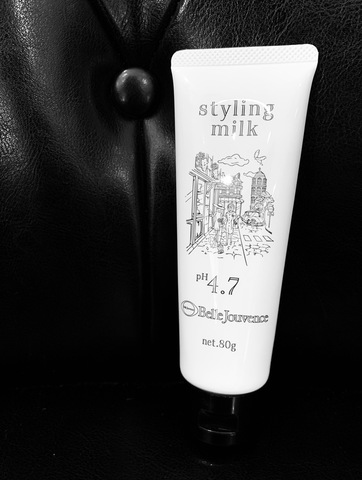 styling
milk
pH4.7
Belle Jouvence
net.80g